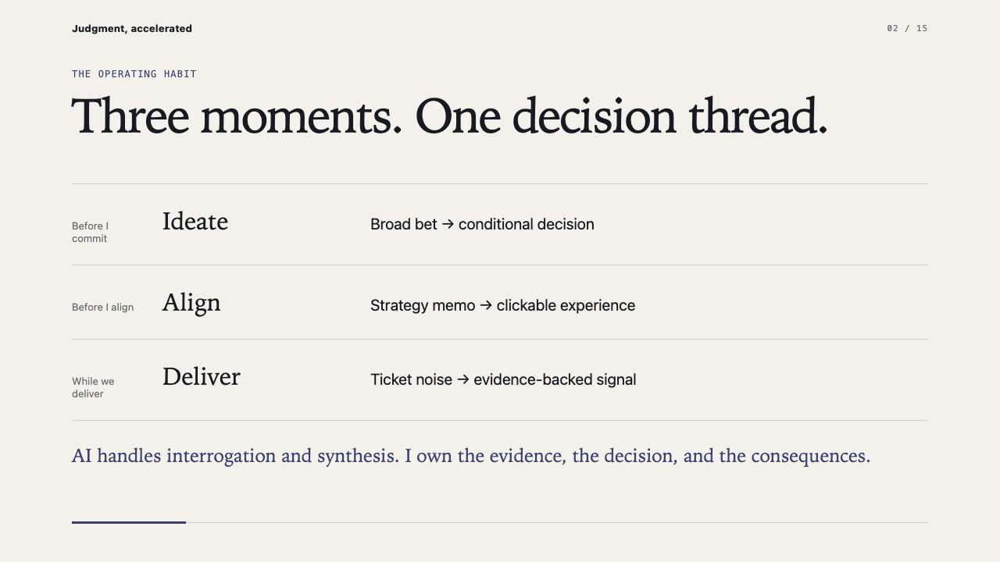 Judgment, accelerated
02 / 15
THE OPERATING HABIT
Three moments. One decision thread.
Before I
commit
Ideate
Broad bet → conditional decision
Before I align
Align
Strategy memo → clickable experience
While we
deliver
Deliver
Ticket noise → evidence-backed signal
AI handles interrogation and synthesis. I own the evidence, the decision, and the consequences.